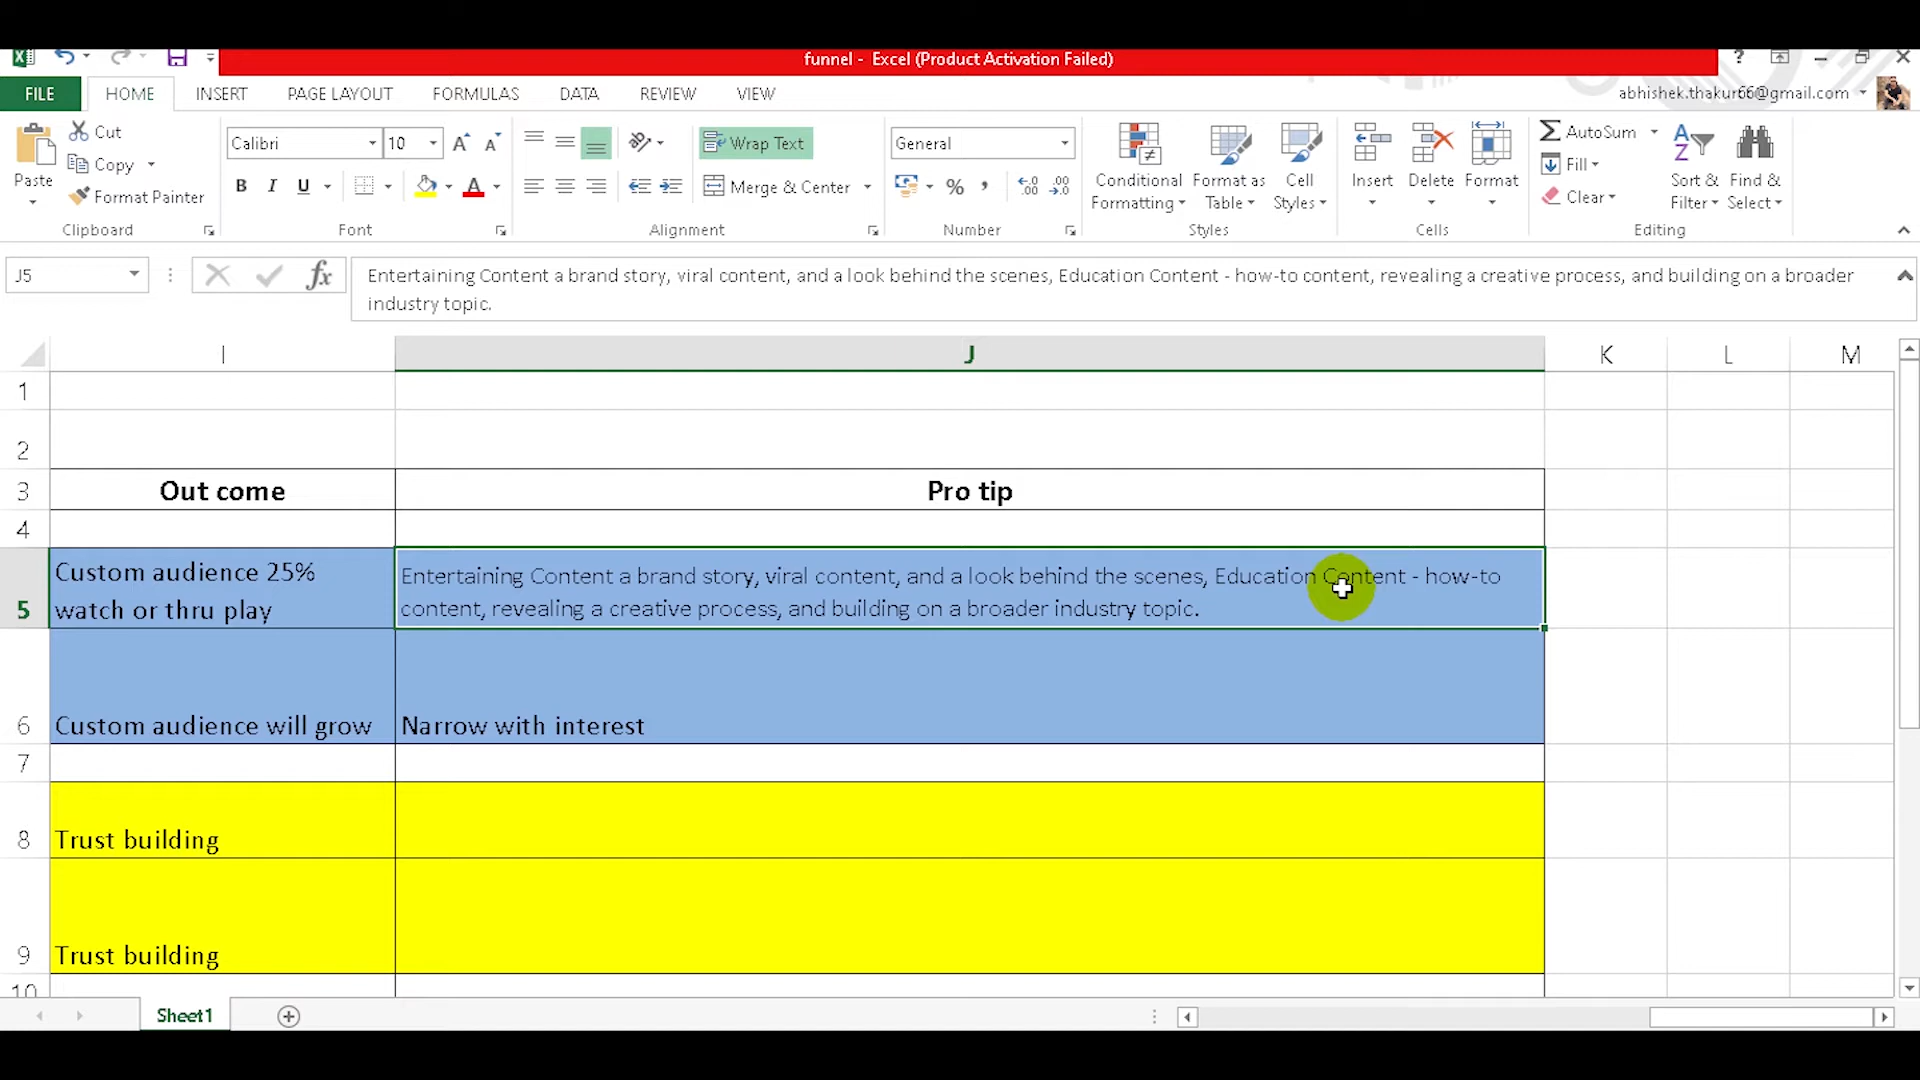 funnel - Excel (Product Activation Failed)
FILE HOME INSERT PAGE LAYOUT FORMULAS DATA REVIEW VIEW abhishek.thakur66@gmail.com
Cut
Copy
Format Painter
Paste
Clipboard
Calibri 10
B I U
Font
Wrap Text
Merge & Center
Alignment
General
% ,
Number
Conditional Formatting
Format as Table
Cell Styles
Styles
Insert Delete Format
Cells
AutoSum
Fill
Clear
Sort & Filter
Find & Select
Editing
J5 fx Entertaining Content a brand story, viral content, and a look behind the scenes, Education Content - how-to content, revealing a creative process, and building on a broader
industry topic.
I J K L M
1
2
3 Out come Pro tip
4
5 Custom audience 25%
watch or thru play
Entertaining Content a brand story, viral content, and a look behind the scenes, Education Content - how-to
content, revealing a creative process, and building on a broader industry topic.
6 Custom audience will grow Narrow with interest
7
8 Trust building
9 Trust building
10
Sheet1